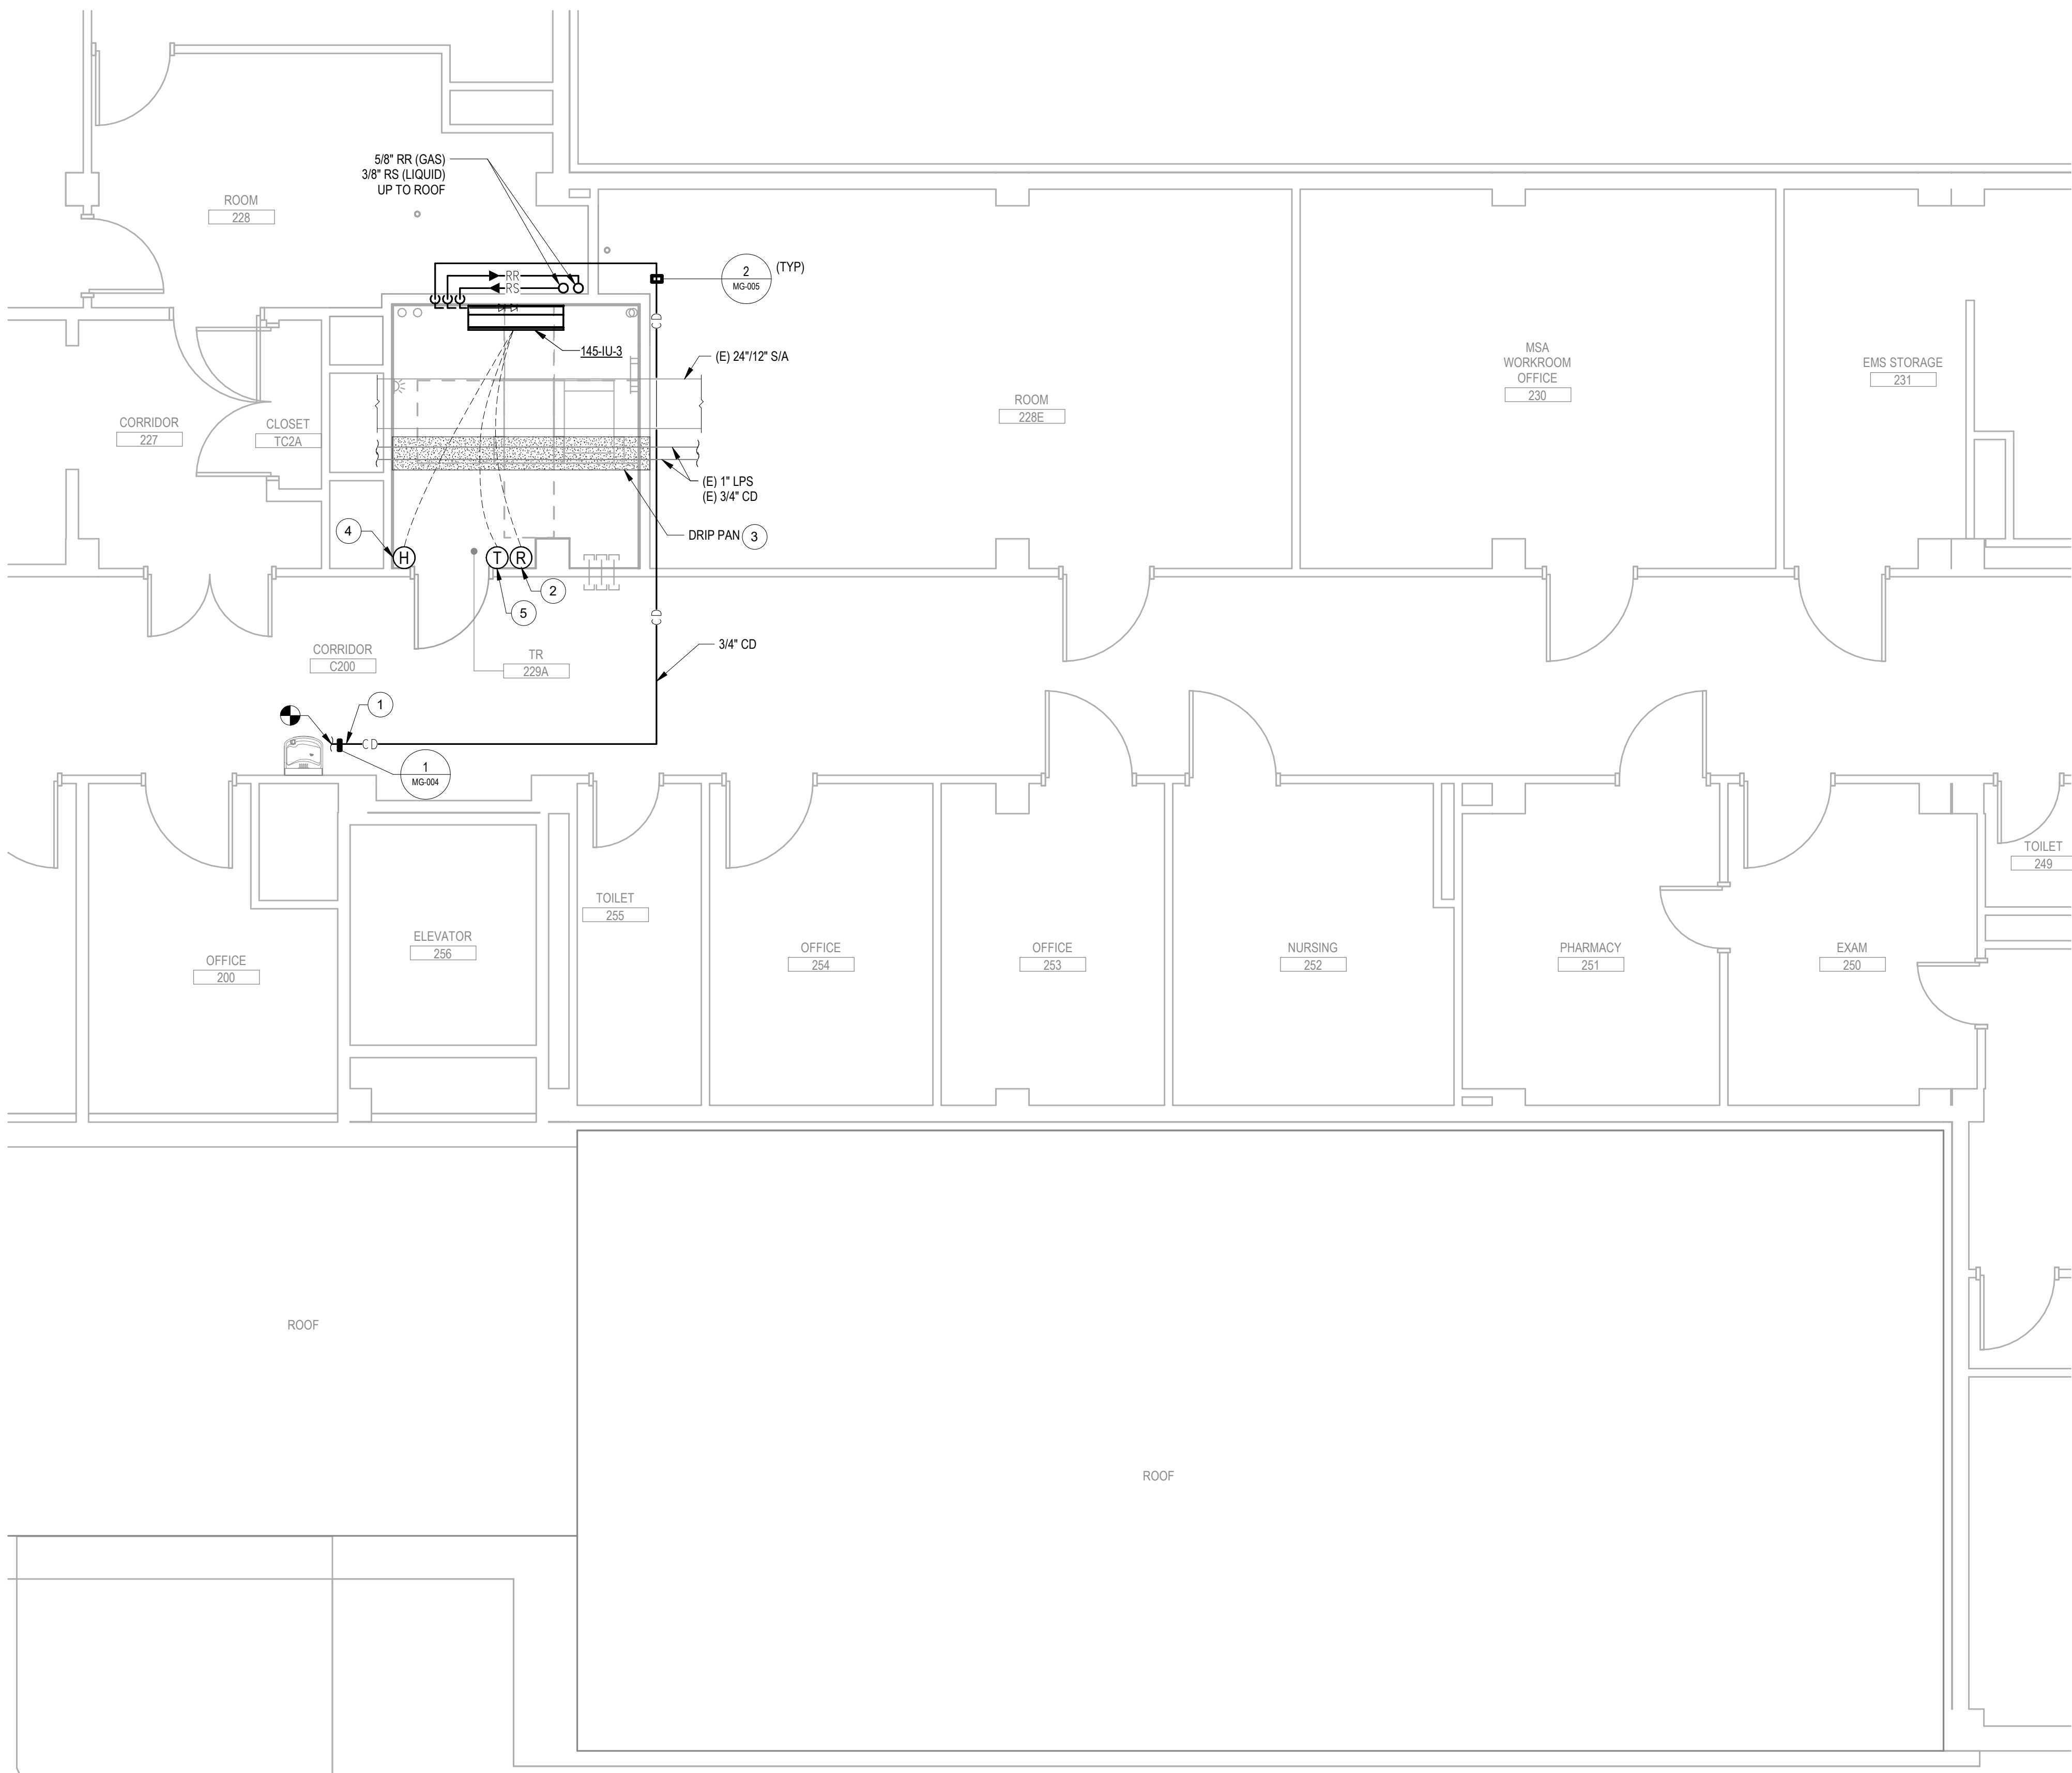 5/8" RR (GAS)
3/8" RS (LIQUID)
UP TO ROOF
ROOM
228
RR
RS
2
MG-005
(TYP)
CD
145-IU-3
(E) 24"/12" S/A
MSA
WORKROOM
OFFICE
230
EMS STORAGE
231
ROOM
228E
CORRIDOR
227
CLOSET
TC2A
(E) 1" LPS
(E) 3/4" CD
DRIP PAN
3
4
H
T
R
2
5
CD
3/4" CD
CORRIDOR
C200
TR
229A
1
CD
1
MG-004
TOILET
249
TOILET
255
ELEVATOR
256
OFFICE
200
OFFICE
254
OFFICE
253
NURSING
252
PHARMACY
251
EXAM
250
ROOF
ROOF